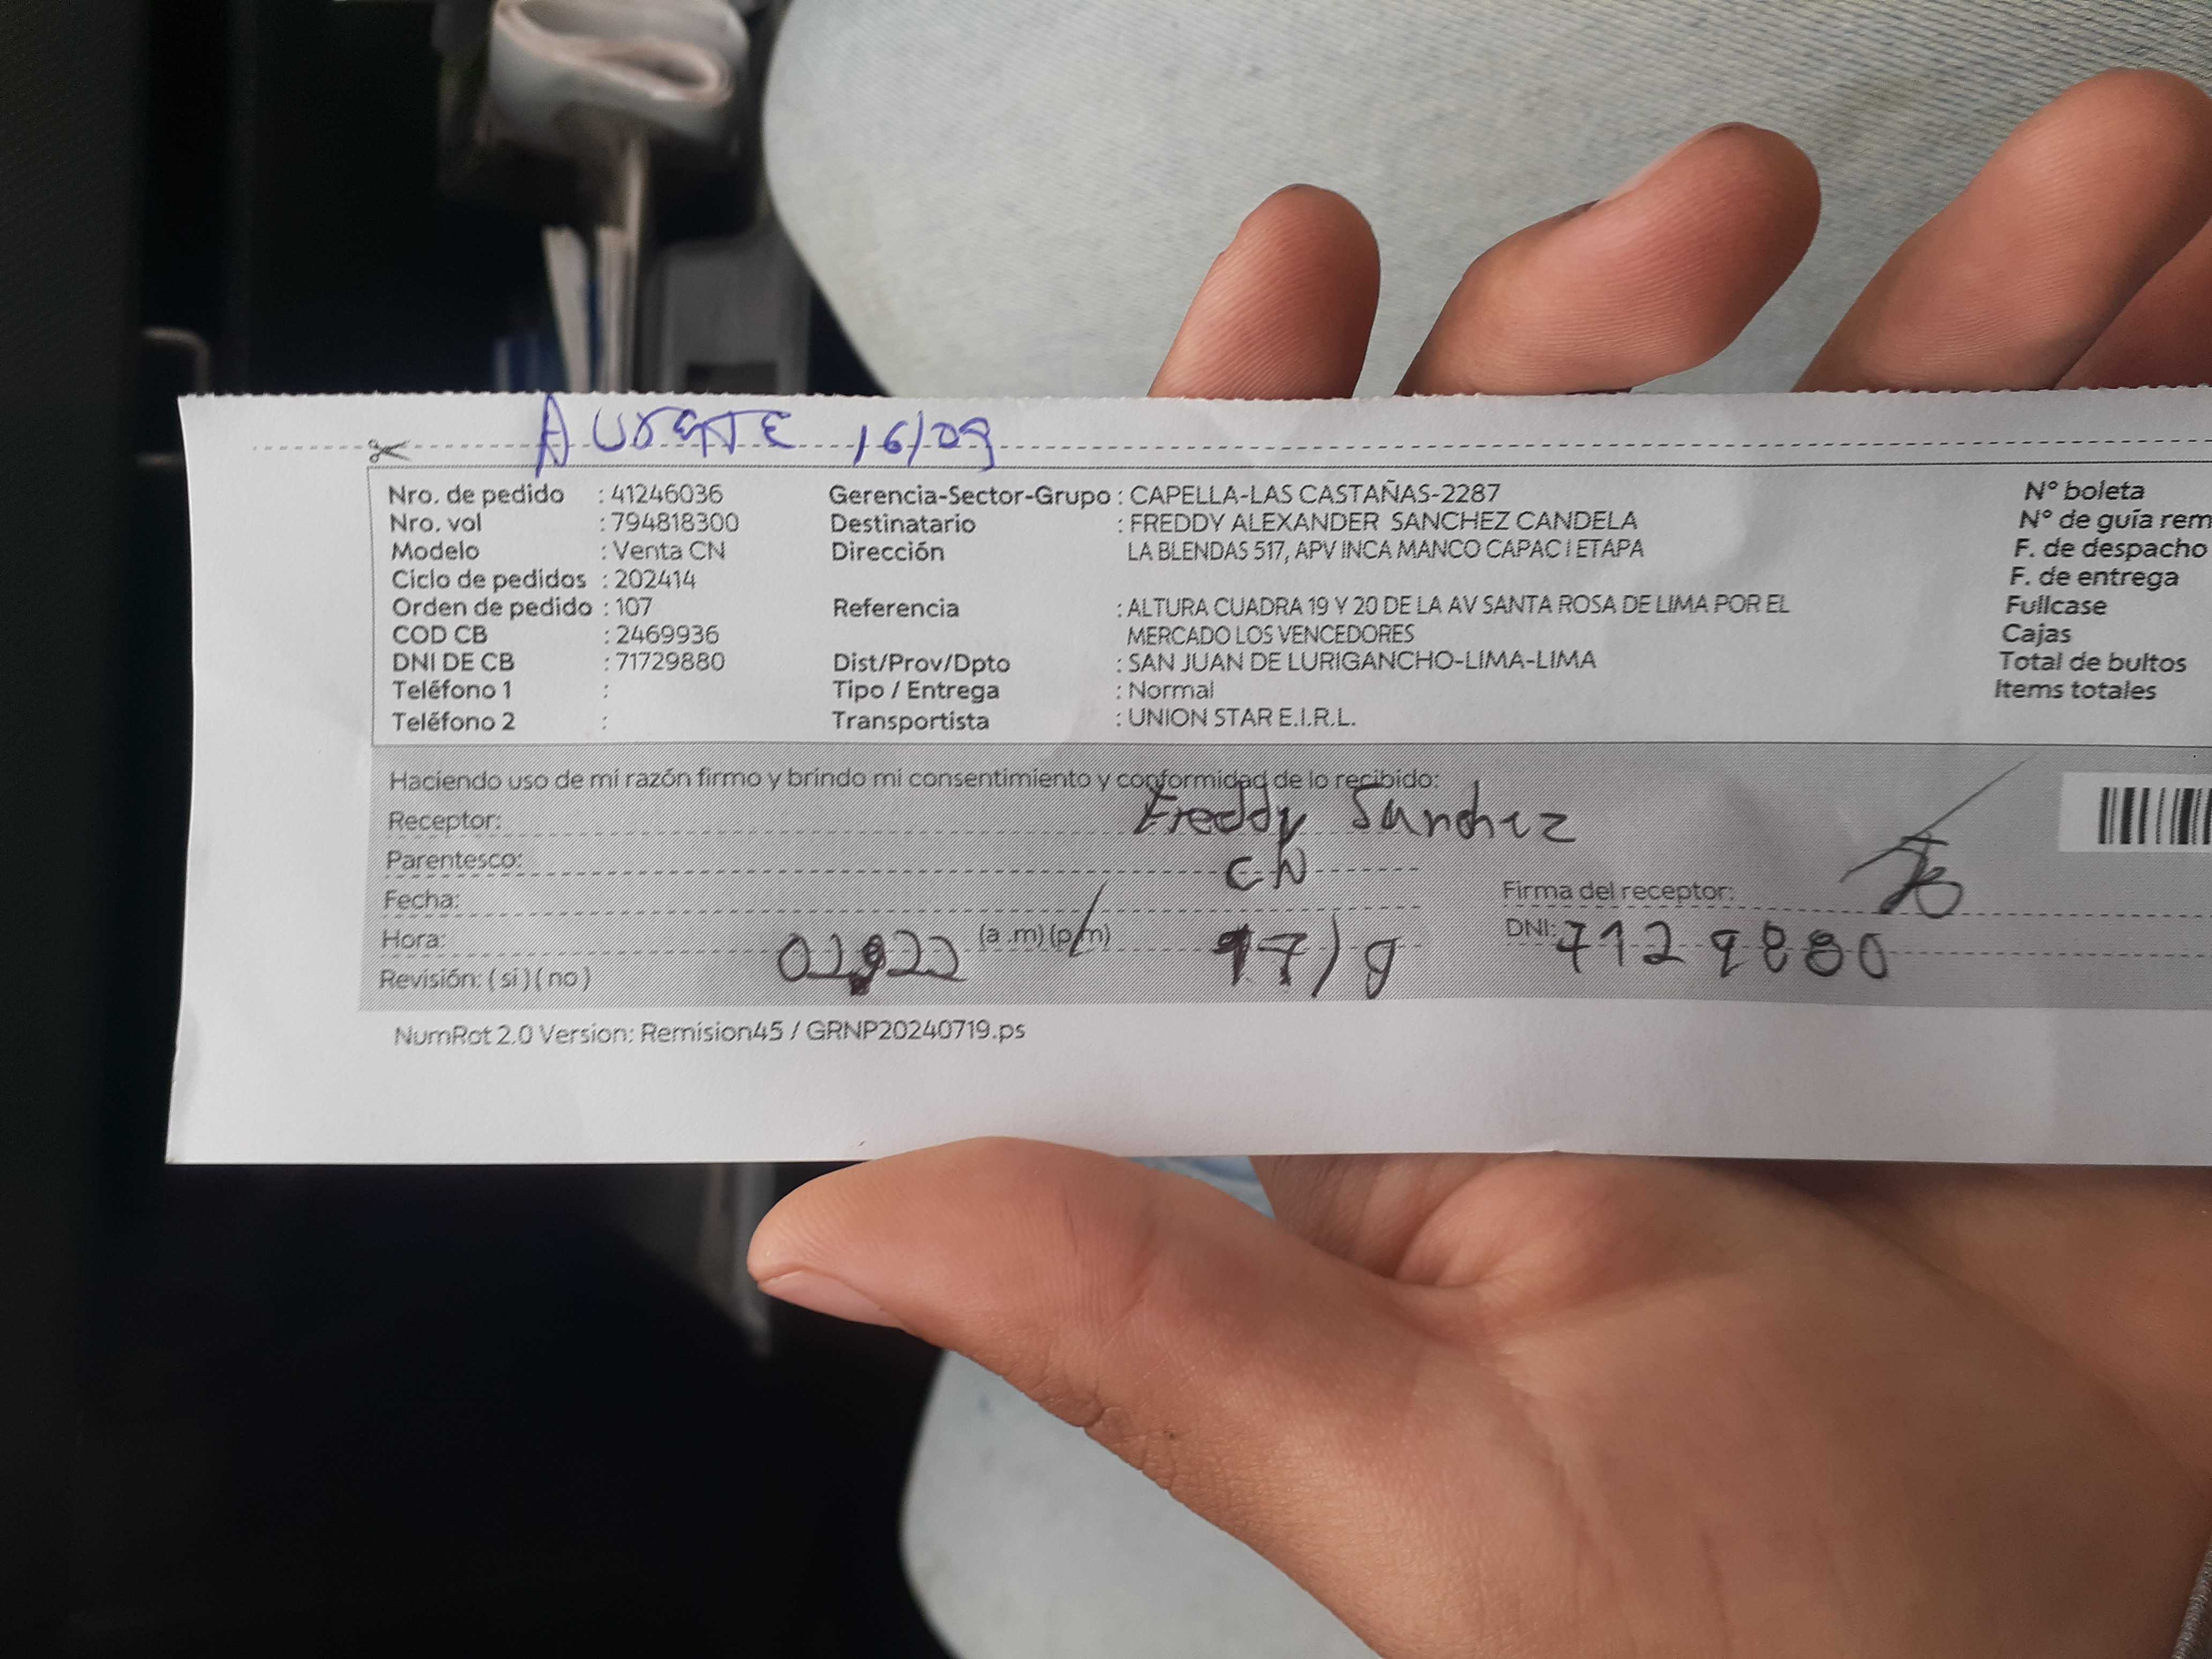 AUSENTE 16/09
Nro. de pedido : 41246036 Gerencia-Sector-Grupo : CAPELLA-LAS CASTAÑAS-2287 N° boleta
Nro. vol : 794818300 Destinatario : FREDDY ALEXANDER SANCHEZ CANDELA N° de guía rem
Modelo : Venta CN Dirección LA BLENDAS 517, APV INCA MANCO CAPAC I ETAPA F. de despacho
Ciclo de pedidos : 202414 F. de entrega
Orden de pedido : 107 Referencia : ALTURA CUADRA 19 Y 20 DE LA AV SANTA ROSA DE LIMA POR EL Fullcase
COD CB : 2469936 MERCADO LOS VENCEDORES Cajas
DNI DE CB : 71729880 Dist/Prov/Dpto : SAN JUAN DE LURIGANCHO-LIMA-LIMA Total de bultos
Teléfono 1 : Tipo / Entrega : Normal Items totales
Teléfono 2 : Transportista : UNION STAR E.I.R.L.
Haciendo uso de mi razón firmo y brindo mi consentimiento y conformidad de lo recibido:
Receptor: Freddy Sanchez
Parentesco: CN
Fecha: Firma del receptor:
Hora: (a .m) (p.m) 17/9 DNI: 7129880
Revisión: ( si ) ( no )
NumRot 2.0 Version: Remision45 / GRNP20240719.ps